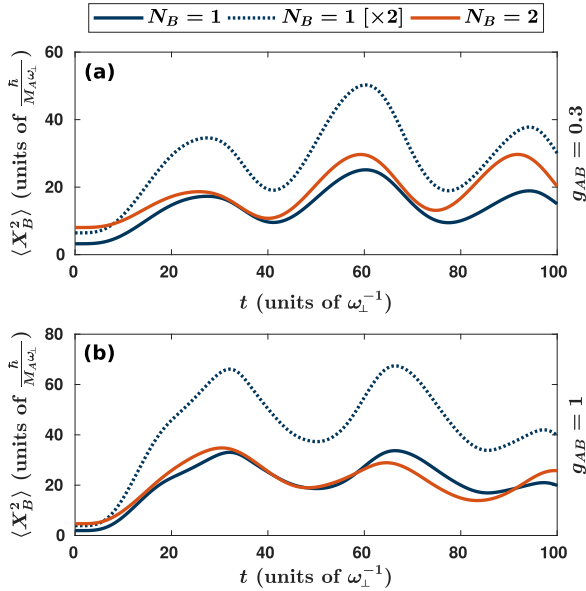 N_B = 1 N_B = 1 [×2] N_B = 2
(a)
60
40
20
0
⟨X_B^2⟩ (units of ħ/(M_A ω_⊥))
g_AB = 0.3
0 20 40 60 80 100
t (units of ω_⊥^{-1})
(b)
80
60
40
20
0
⟨X_B^2⟩ (units of ħ/(M_A ω_⊥))
g_AB = 1
0 20 40 60 80 100
t (units of ω_⊥^{-1})